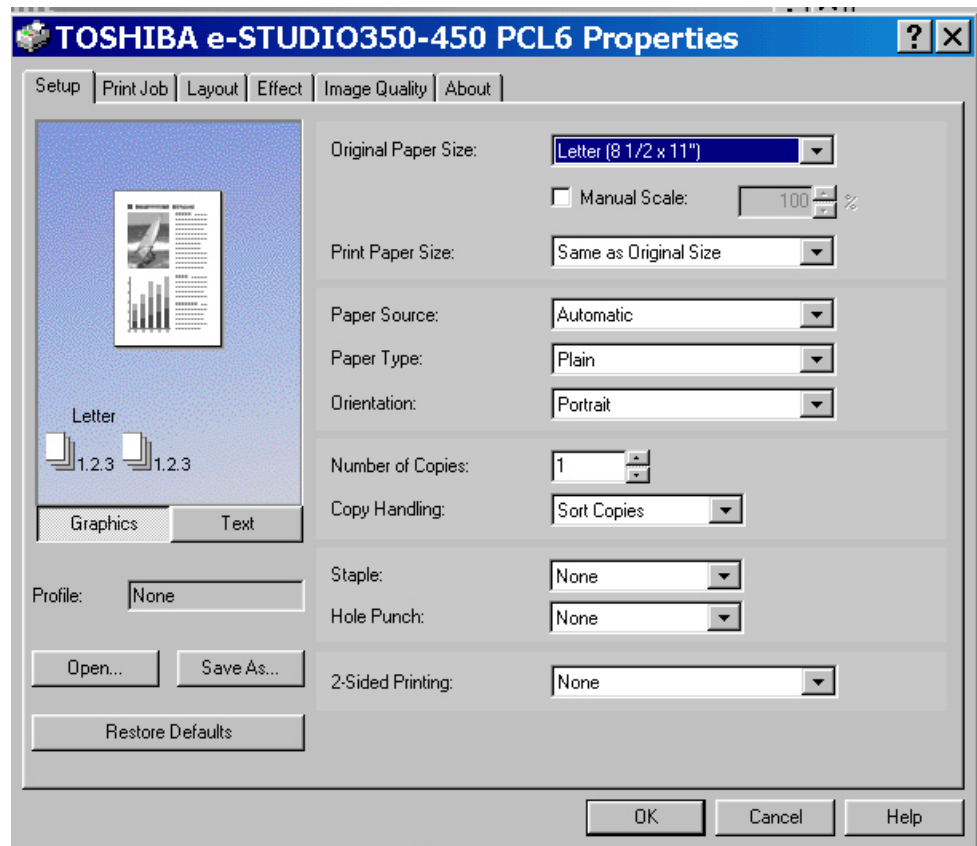 TOSHIBA e-STUDIO350-450 PCL6 Properties
Setup Print Job Layout Effect Image Quality About
Original Paper Size: Letter (8 1/2 x 11")
Manual Scale: 100 %
Print Paper Size: Same as Original Size
Paper Source: Automatic
Paper Type: Plain
Orientation: Portrait
Letter
1.2.3 1.2.3
Number of Copies: 1
Copy Handling: Sort Copies
Graphics Text
Staple: None
Profile: None
Hole Punch: None
Open... Save As...
2-Sided Printing: None
Restore Defaults
OK Cancel Help